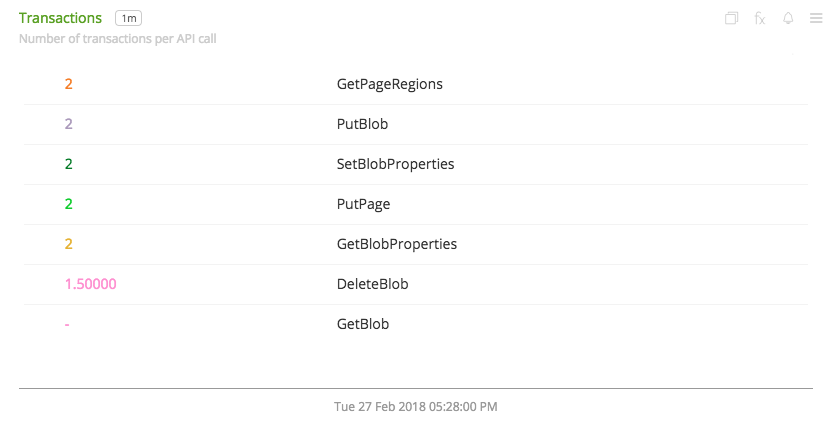 Transactions 1m fx
Number of transactions per API call
2 GetPageRegions
2 PutBlob
2 SetBlobProperties
2 PutPage
2 GetBlobProperties
1.50000 DeleteBlob
- GetBlob
Tue 27 Feb 2018 05:28:00 PM